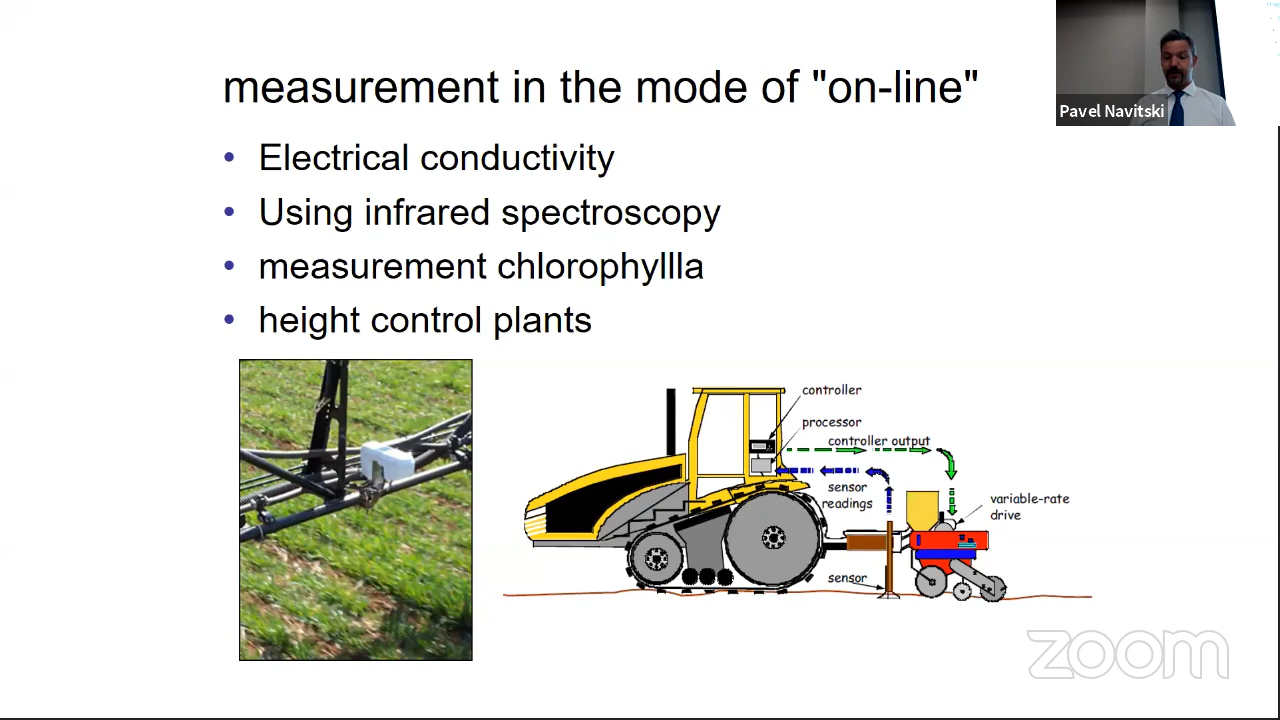 measurement in the mode of "on-line"
Pavel Navitski
• Electrical conductivity
• Using infrared spectroscopy
• measurement chlorophyllla
• height control plants
controller
processor
controller output
sensor
readings
variable-rate
drive
sensor
zoom